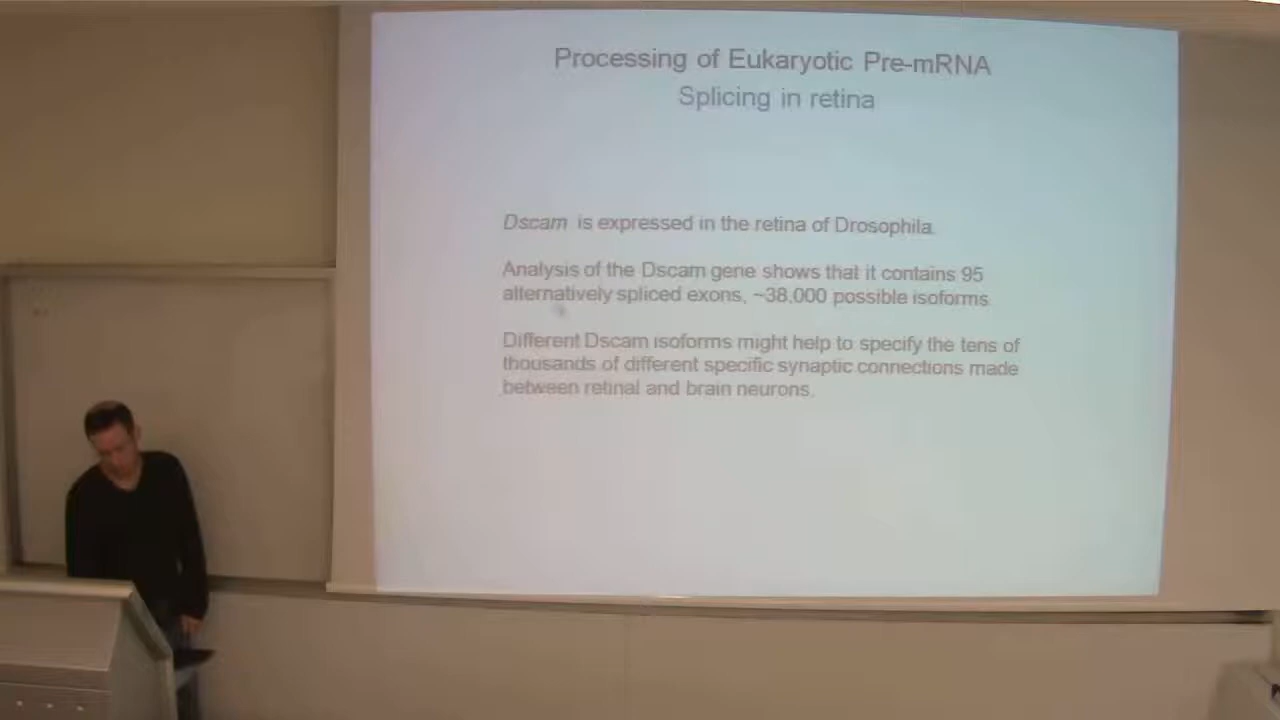 Processing of Eukaryotic Pre-mRNA
Splicing in retina
Dscam is expressed in the retina of Drosophila.
Analysis of the Dscam gene shows that it contains 95
alternatively spliced exons, ~38.000 possible isoforms
Different Dscam isoforms might help to specify the tens of
thousands of different specific synaptic connections made
between retinal and brain neurons.